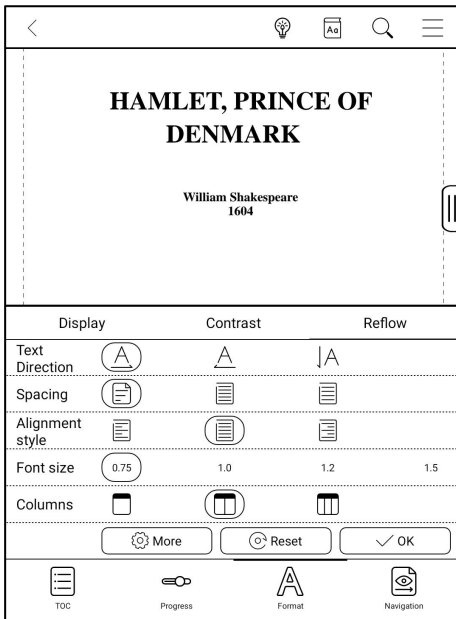 Aa
HAMLET, PRINCE OF
DENMARK
William Shakespeare
1604
Display Contrast Reflow
Text
Direction A A A
Spacing
Alignment
style
Font size 0.75 1.0 1.2 1.5
Columns
More Reset OK
A
TOC Progress Format Navigation